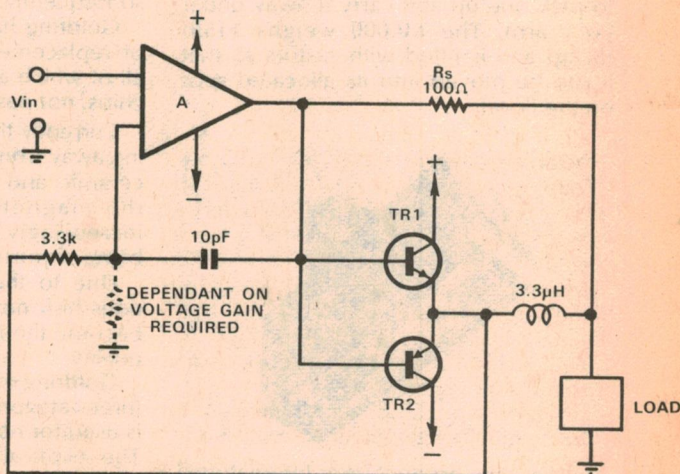 +
Rs
100Ω
A
Vin
−
+
TR1
3.3k
10pF
3.3μH
DEPENDANT ON
VOLTAGE GAIN
REQUIRED
TR2
LOAD
−